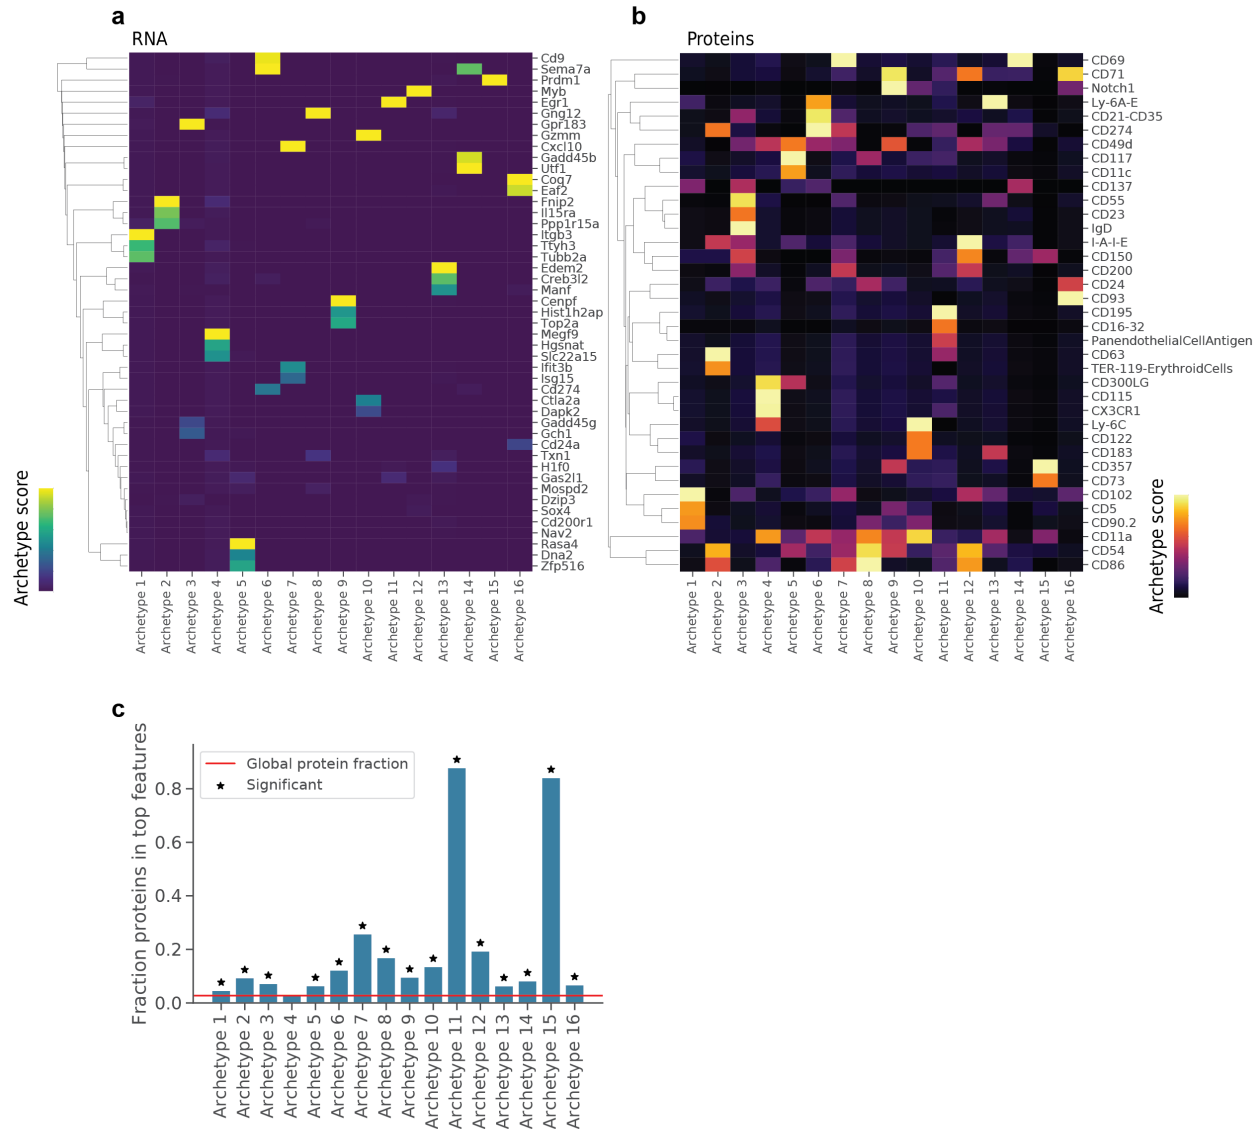 a
RNA
Cd9
Sema7a
Prdm1
Myb
Egr1
Gng12
Gpr183
Gzmm
Cxcl10
Gadd45b
Utf1
Coq7
Eaf2
Fnip2
Il15ra
Ppp1r15a
Itgb3
Ttyh3
Tubb2a
Edem2
Creb3l2
Manf
Cenpf
Hist1h2ap
Top2a
Megf9
Hgsnat
Slc22a15
Ifit3b
Isg15
Cd274
Ctla2a
Dapk2
Gadd45g
Gch1
Cd24a
Txn1
H1f0
Gas2l1
Mospd2
Dzip3
Sox4
Cd200r1
Nav2
Rasa4
Dna2
Zfp516
Archetype score
Archetype 1
Archetype 2
Archetype 3
Archetype 4
Archetype 5
Archetype 6
Archetype 7
Archetype 8
Archetype 9
Archetype 10
Archetype 11
Archetype 12
Archetype 13
Archetype 14
Archetype 15
Archetype 16
b
Proteins
CD69
CD71
Notch1
Ly-6A-E
CD21-CD35
CD274
CD49d
CD117
CD11c
CD137
CD55
CD23
IgD
I-A-I-E
CD150
CD200
CD24
CD93
CD195
CD16-32
PanendothelialCellAntigen
CD63
TER-119-ErythroidCells
CD300LG
CD115
CX3CR1
Ly-6C
CD122
CD183
CD357
CD73
CD102
CD5
CD90.2
CD11a
CD54
CD86
Archetype score
Archetype 1
Archetype 2
Archetype 3
Archetype 4
Archetype 5
Archetype 6
Archetype 7
Archetype 8
Archetype 9
Archetype 10
Archetype 11
Archetype 12
Archetype 13
Archetype 14
Archetype 15
Archetype 16
c
Fraction proteins in top features
Global protein fraction
Significant
0.8
0.6
0.4
0.2
0.0
Archetype 1
Archetype 2
Archetype 3
Archetype 4
Archetype 5
Archetype 6
Archetype 7
Archetype 8
Archetype 9
Archetype 10
Archetype 11
Archetype 12
Archetype 13
Archetype 14
Archetype 15
Archetype 16